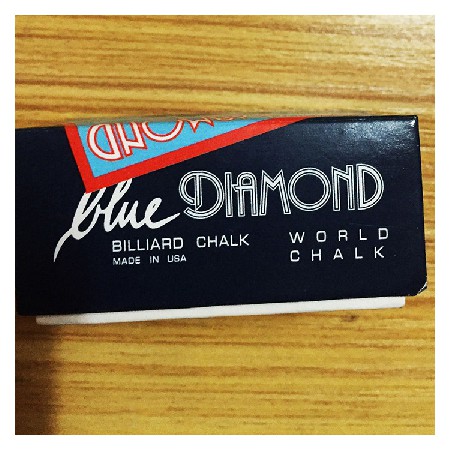 blue DIAMOND
BILLIARD CHALK
MADE IN USA
WORLD
CHALK